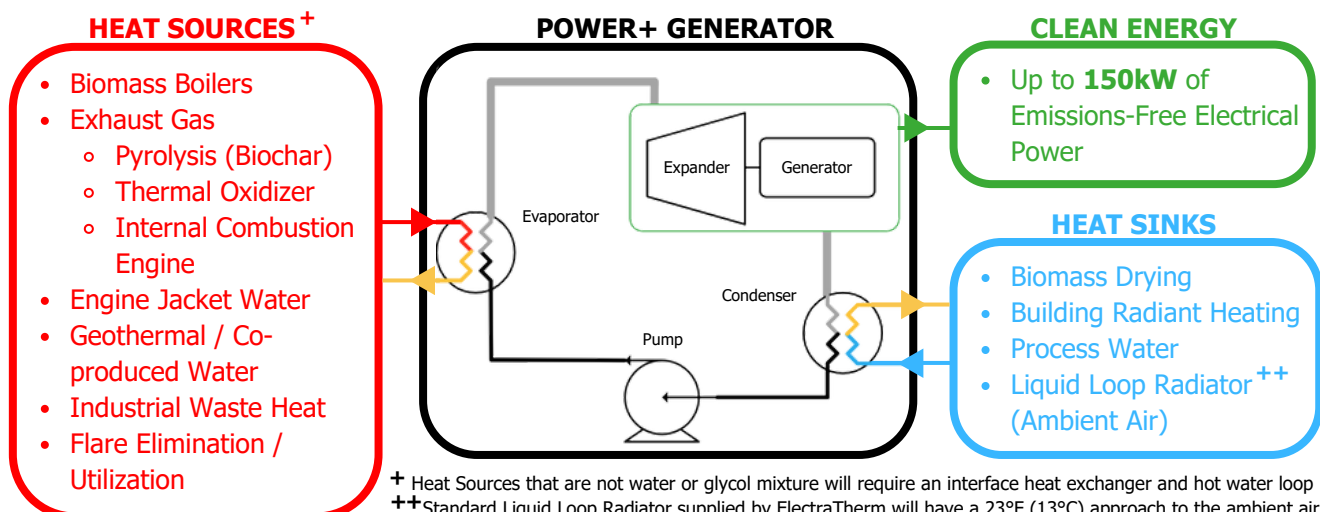 HEAT SOURCES+
• Biomass Boilers
• Exhaust Gas
◦ Pyrolysis (Biochar)
◦ Thermal Oxidizer
◦ Internal Combustion
Engine
• Engine Jacket Water
• Geothermal / Co-
produced Water
• Industrial Waste Heat
• Flare Elimination /
Utilization
POWER+ GENERATOR
Expander
Generator
Evaporator
Condenser
Pump
CLEAN ENERGY
• Up to 150kW of
Emissions-Free Electrical
Power
HEAT SINKS
• Biomass Drying
• Building Radiant Heating
• Process Water
• Liquid Loop Radiator++
(Ambient Air)
+ Heat Sources that are not water or glycol mixture will require an interface heat exchanger and hot water loop
++Standard Liquid Loop Radiator supplied by ElectraTherm will have a 23°F (13°C) approach to the ambient air